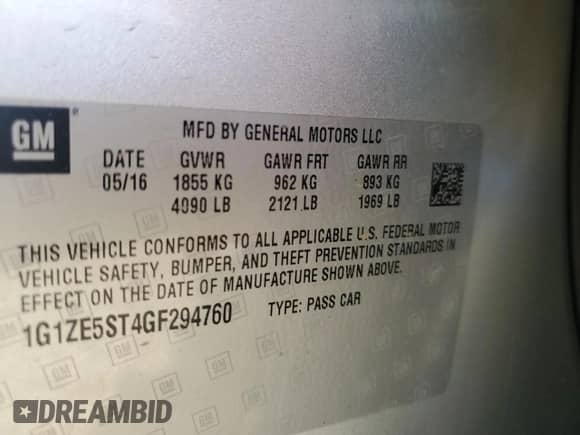 GM ®
MFD BY GENERAL MOTORS LLC
DATE GVWR GAWR FRT GAWR RR
05/16 1855 KG 962 KG 893 KG
4090 LB 2121 LB 1969 LB
THIS VEHICLE CONFORMS TO ALL APPLICABLE U.S. FEDERAL MOTOR
VEHICLE SAFETY, BUMPER, AND THEFT PREVENTION STANDARDS IN
EFFECT ON THE DATE OF MANUFACTURE SHOWN ABOVE.
1G1ZE5ST4GF294760 TYPE: PASS CAR
DREAMBID